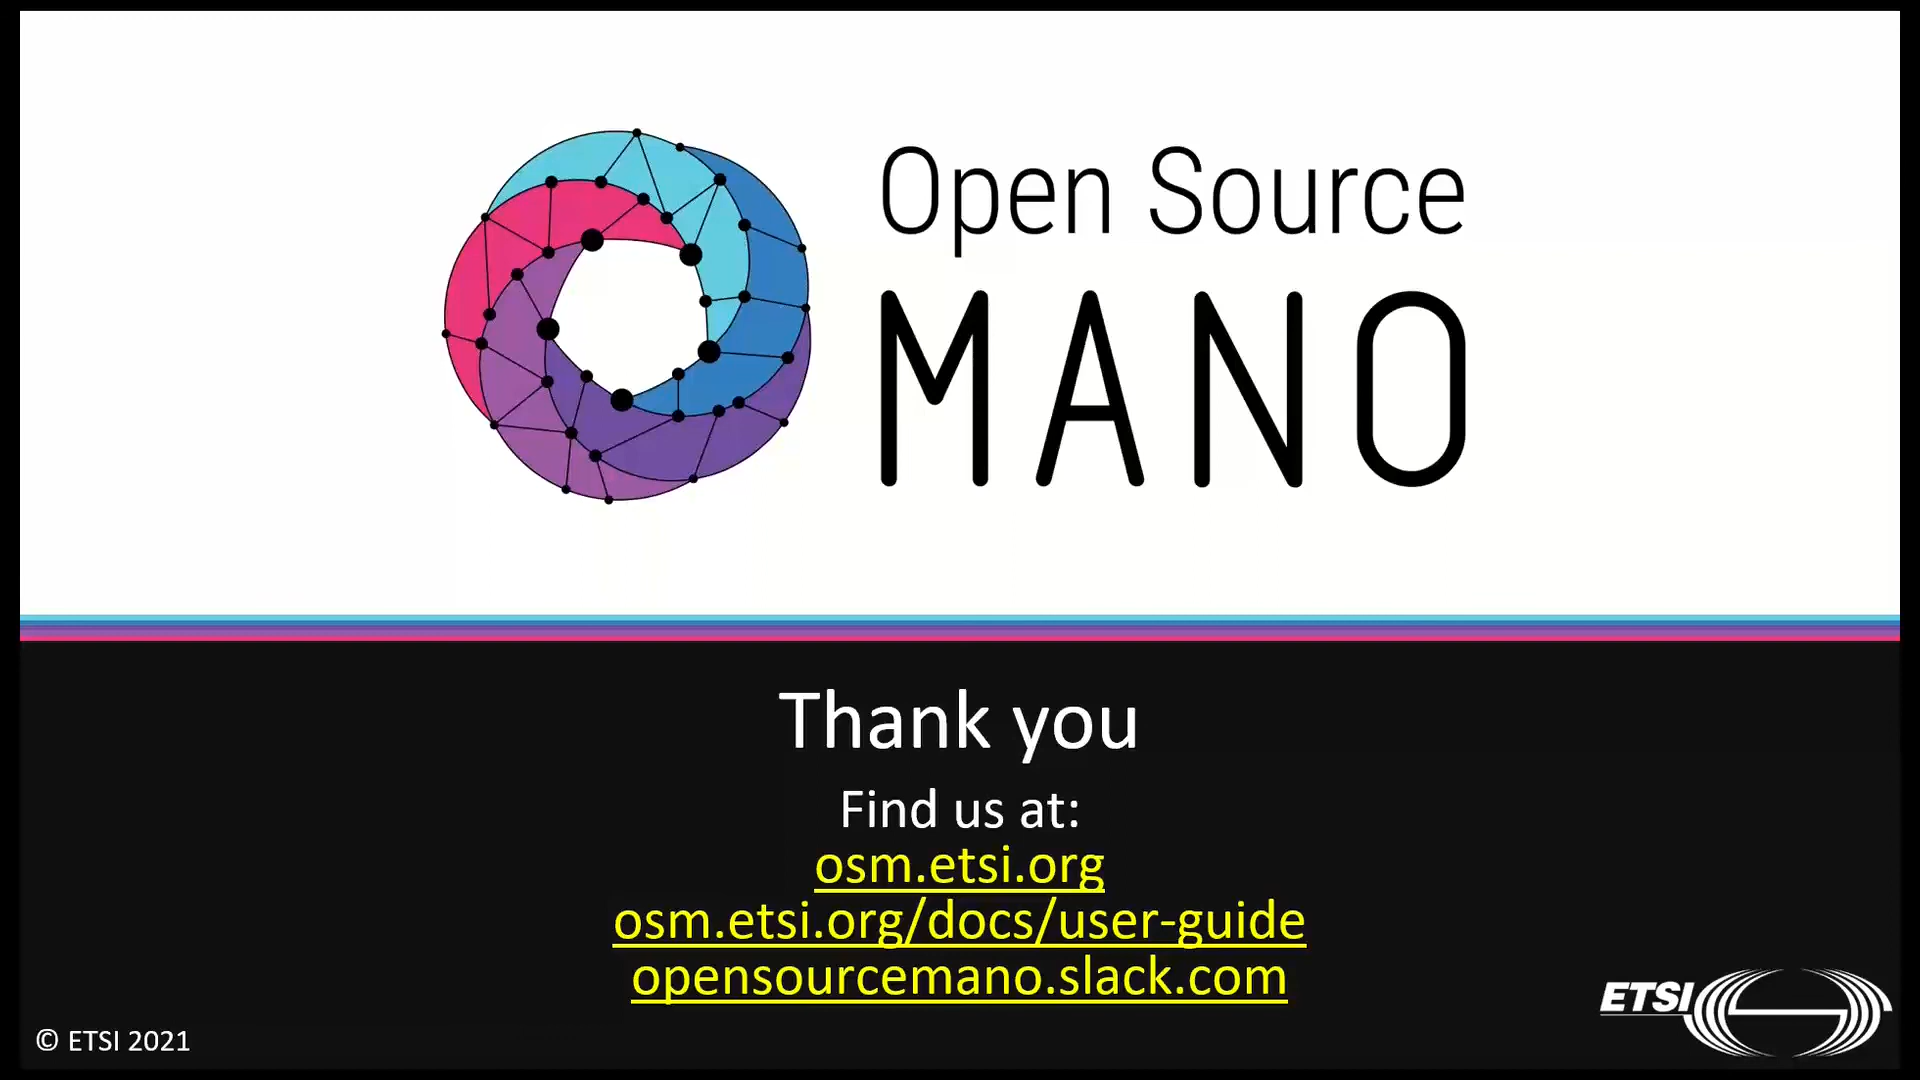 Open Source
MANO
Thank you
Find us at:
osm.etsi.org
osm.etsi.org/docs/user-guide
opensourcemano.slack.com
ETSI
© ETSI 2021